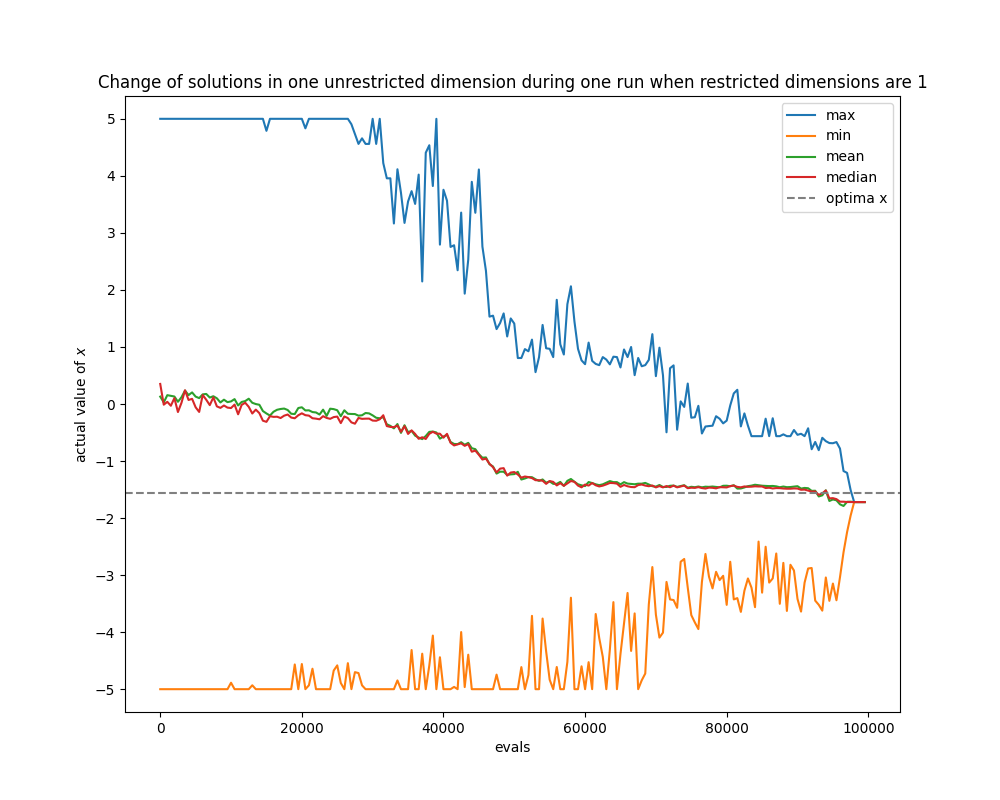 Change of solutions in one unrestricted dimension during one run when restricted dimensions are 1
max
min
mean
median
optima x
actual value of x
5
4
3
2
1
0
−1
−2
−3
−4
−5
0
20000
40000
60000
80000
100000
evals